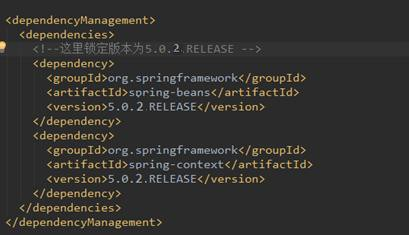 <dependencyManagement>
<dependencies>
<!--这里锁定版本为5.0.2.RELEASE -->
<dependency>
<groupId>org.springframework</groupId>
<artifactId>spring-beans</artifactId>
<version>5.0.2.RELEASE</version>
</dependency>
<dependency>
<groupId>org.springframework</groupId>
<artifactId>spring-context</artifactId>
<version>5.0.2.RELEASE</version>
</dependency>
</dependencies>
</dependencyManagement>